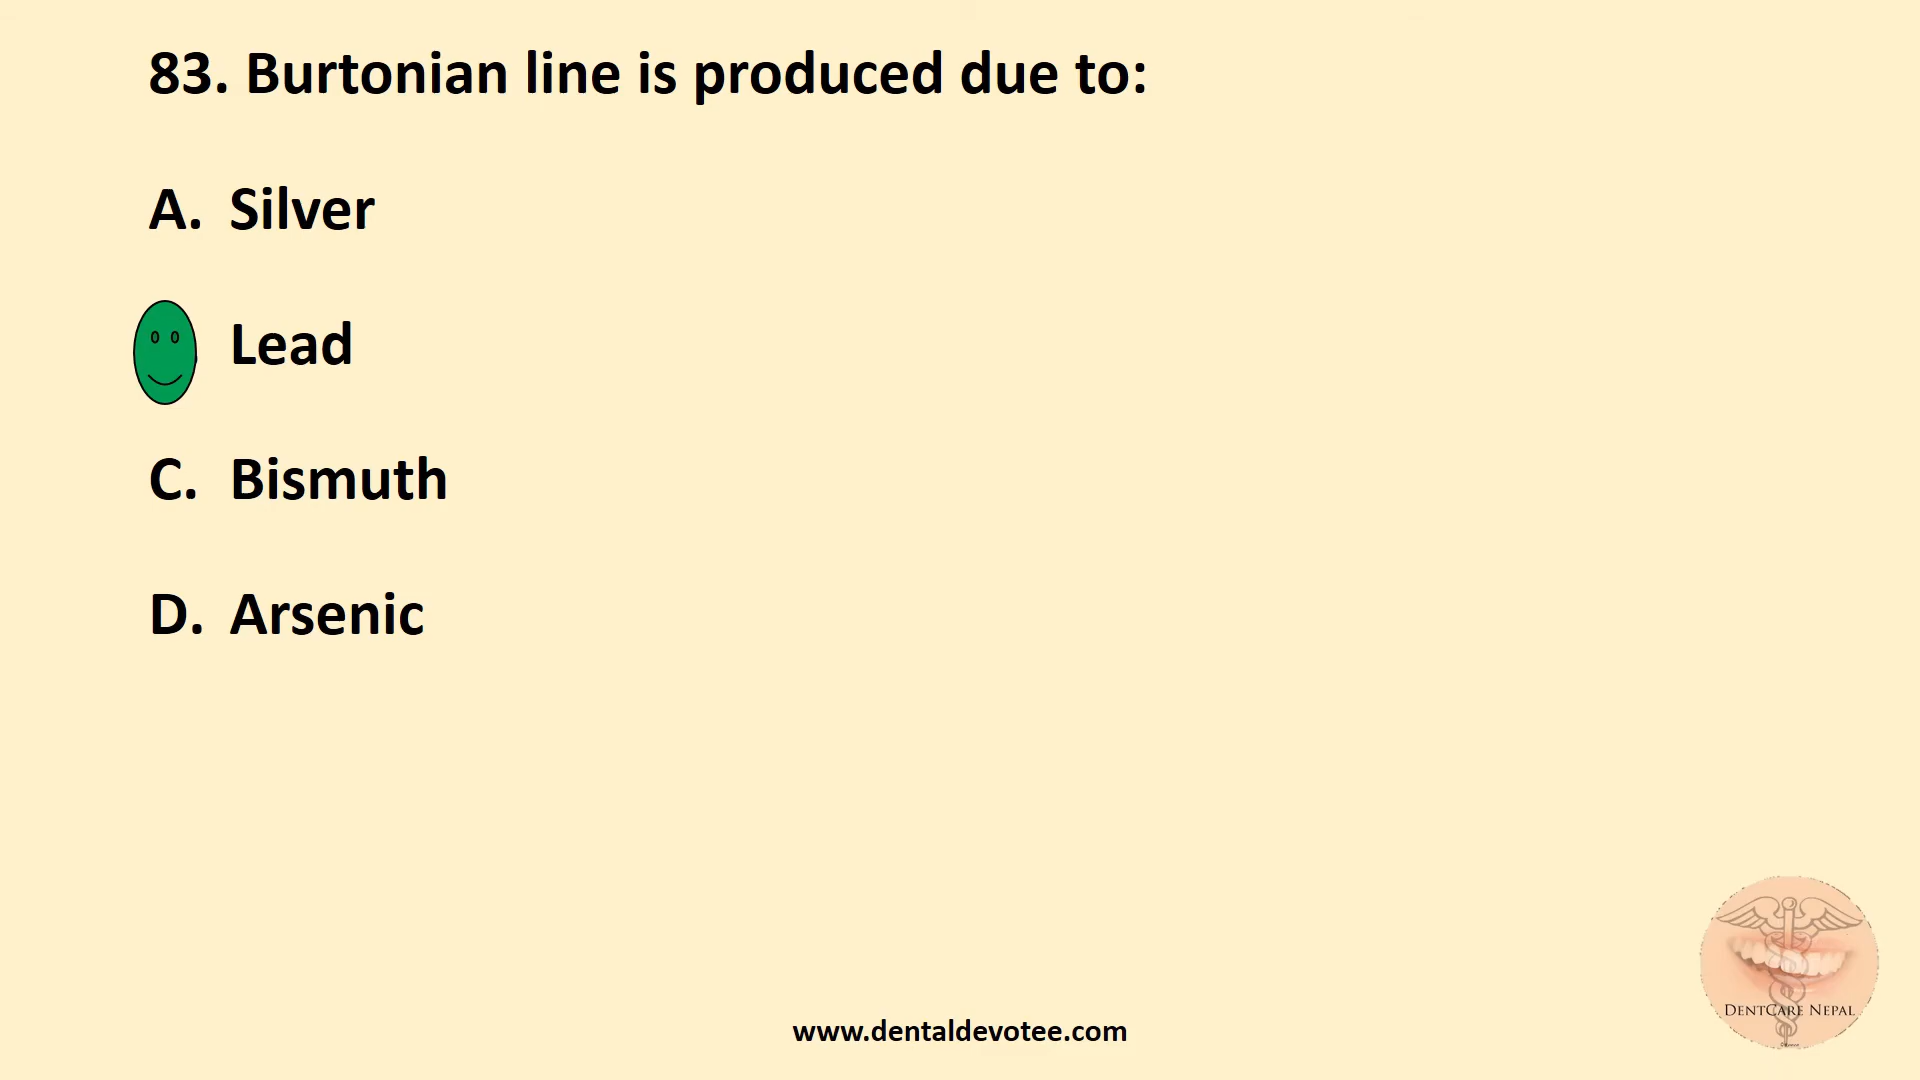 83. Burtonian line is produced due to:
A. Silver
Lead
C. Bismuth
D. Arsenic
DentCare Nepal
www.dentaldevotee.com